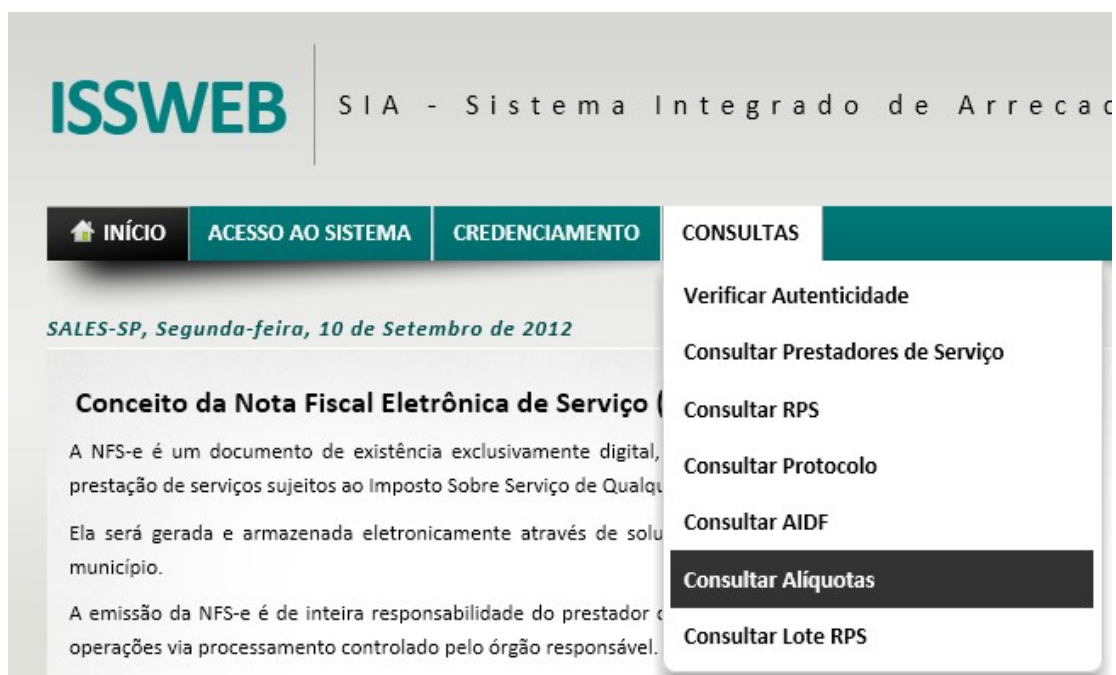 ISSWEB
SIA - Sistema Integrado de
INÍCIO
ACESSO AO SISTEMA
CREDENCIAMENTO
CONSULTAS
Verificar Autenticidade
Consultar Prestadores de Serviço
Consultar RPS
Consultar Protocolo
Consultar AIDF
Consultar Alíquotas
Consultar Lote RPS
SALES-SP, Segunda-feira, 10 de Setembro de 2012
Conceito da Nota Fiscal Eletrônica de Serviço (
A NFS-e é um documento de existência exclusivamente digital,
prestação de serviços sujeitos ao Imposto Sobre Serviço de
Ela será gerada e armazenada eletronicamente através de
município.
A emissão da NFS-e é de inteira responsabilidade do prestador
operações via processamento controlado pelo órgão responsável.